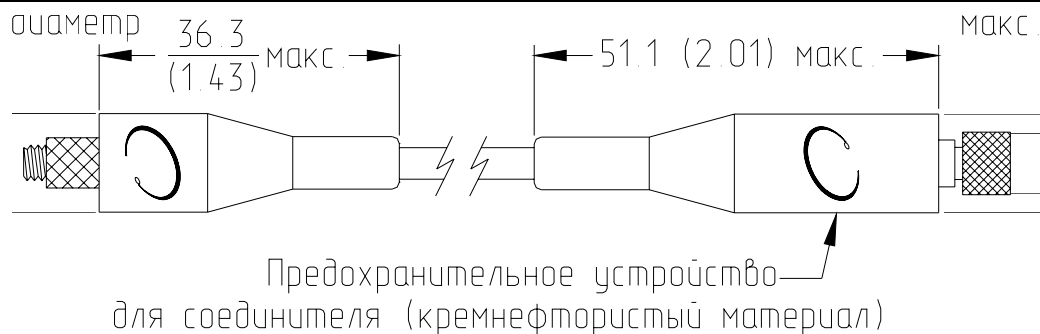 диаметр
36.3
(1.43)
макс.
51.1 (2.01) макс.
макс.
Предохранительное устройство
для соединителя (кремнефтористый материал)